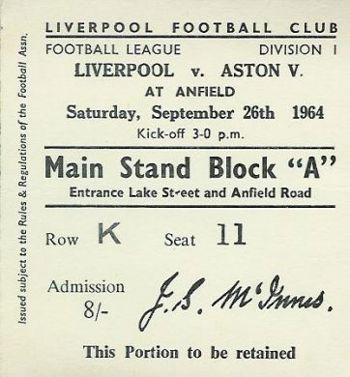 LIVERPOOL FOOTBALL CLUB
FOOTBALL LEAGUE DIVISION I
LIVERPOOL v. ASTON V.
AT ANFIELD
Saturday, September 26th 1964
Kick-off 3-0 p.m.
Main Stand Block "A"
Entrance Lake Street and Anfield Road
Row K Seat 11
Admission
8/-
J. S. McInnes.
This Portion to be retained
Issued subject to the Rules & Regulations of the Football Assn.